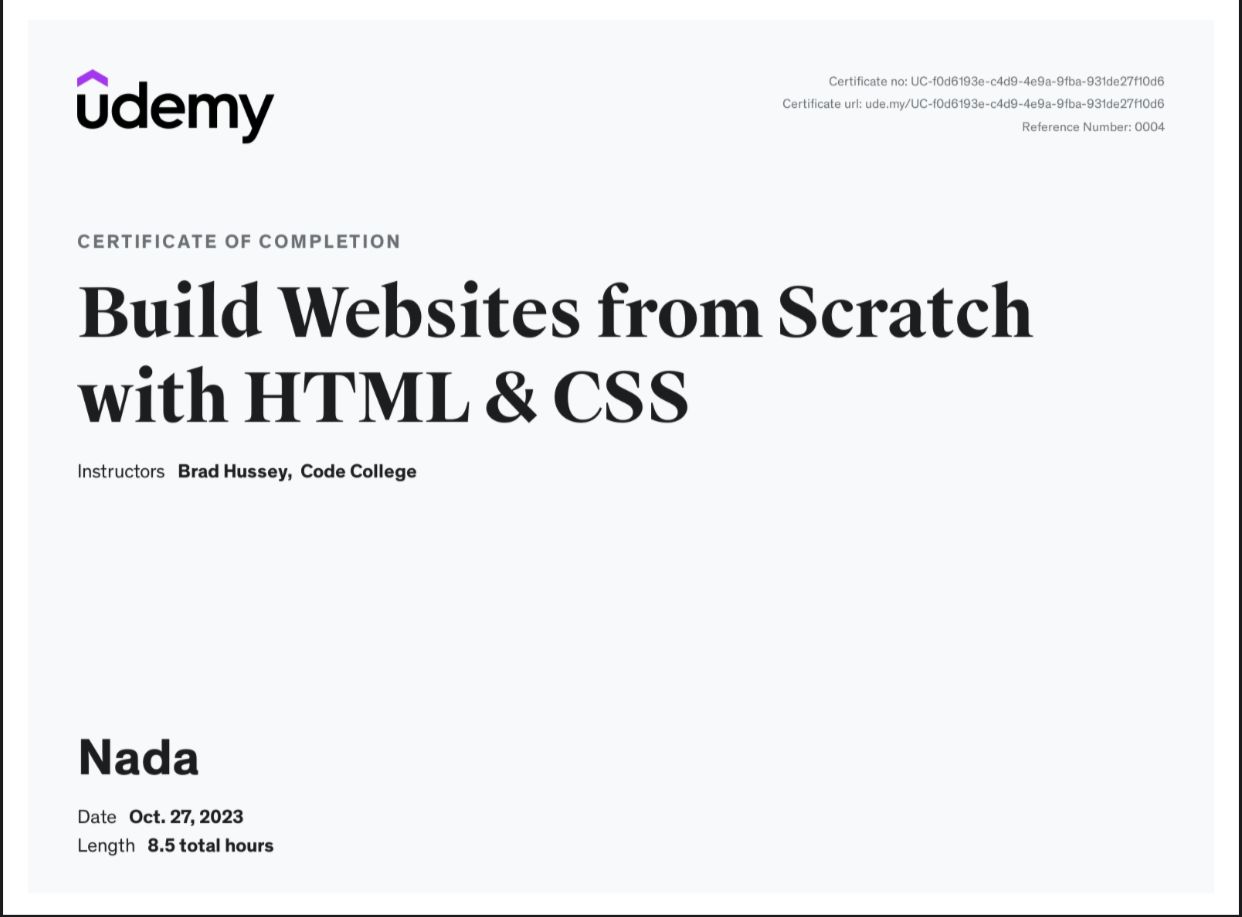 udemy
Certificate no: UC-f0d6193e-c4d9-4e9a-9fba-931de27f10d6
Certificate url: ude.my/UC-f0d6193e-c4d9-4e9a-9fba-931de27f10d6
Reference Number: 0004
CERTIFICATE OF COMPLETION
Build Websites from Scratch
with HTML & CSS
Instructors Brad Hussey, Code College
Nada
Date Oct. 27, 2023
Length 8.5 total hours